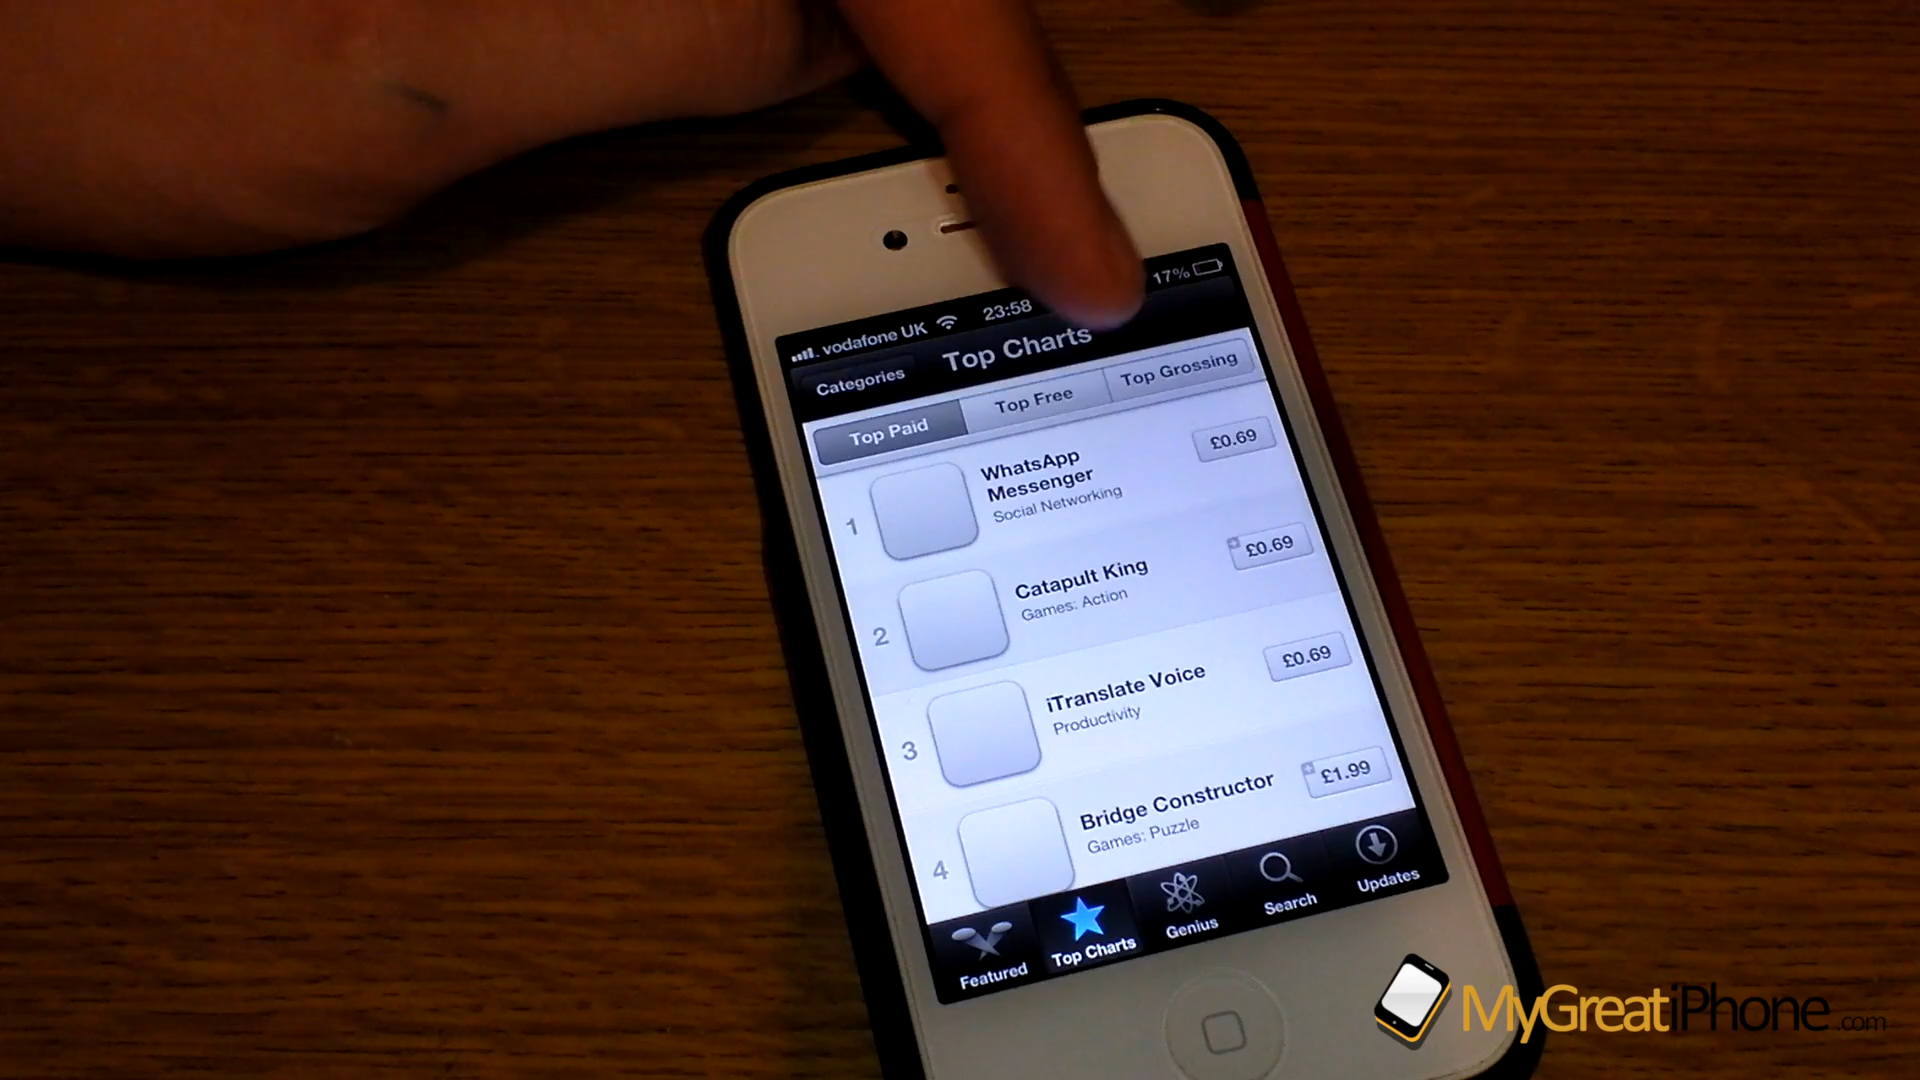 vodafone UK 23:58 17%
Categories Top Charts
Top Paid Top Free Top Grossing
1 WhatsApp Messenger £0.69
Social Networking
2 Catapult King £0.69
Games: Action
3 iTranslate Voice £0.69
Productivity
4 Bridge Constructor £1.99
Games: Puzzle
Featured Top Charts Genius Search Updates
MyGreatiPhone.com